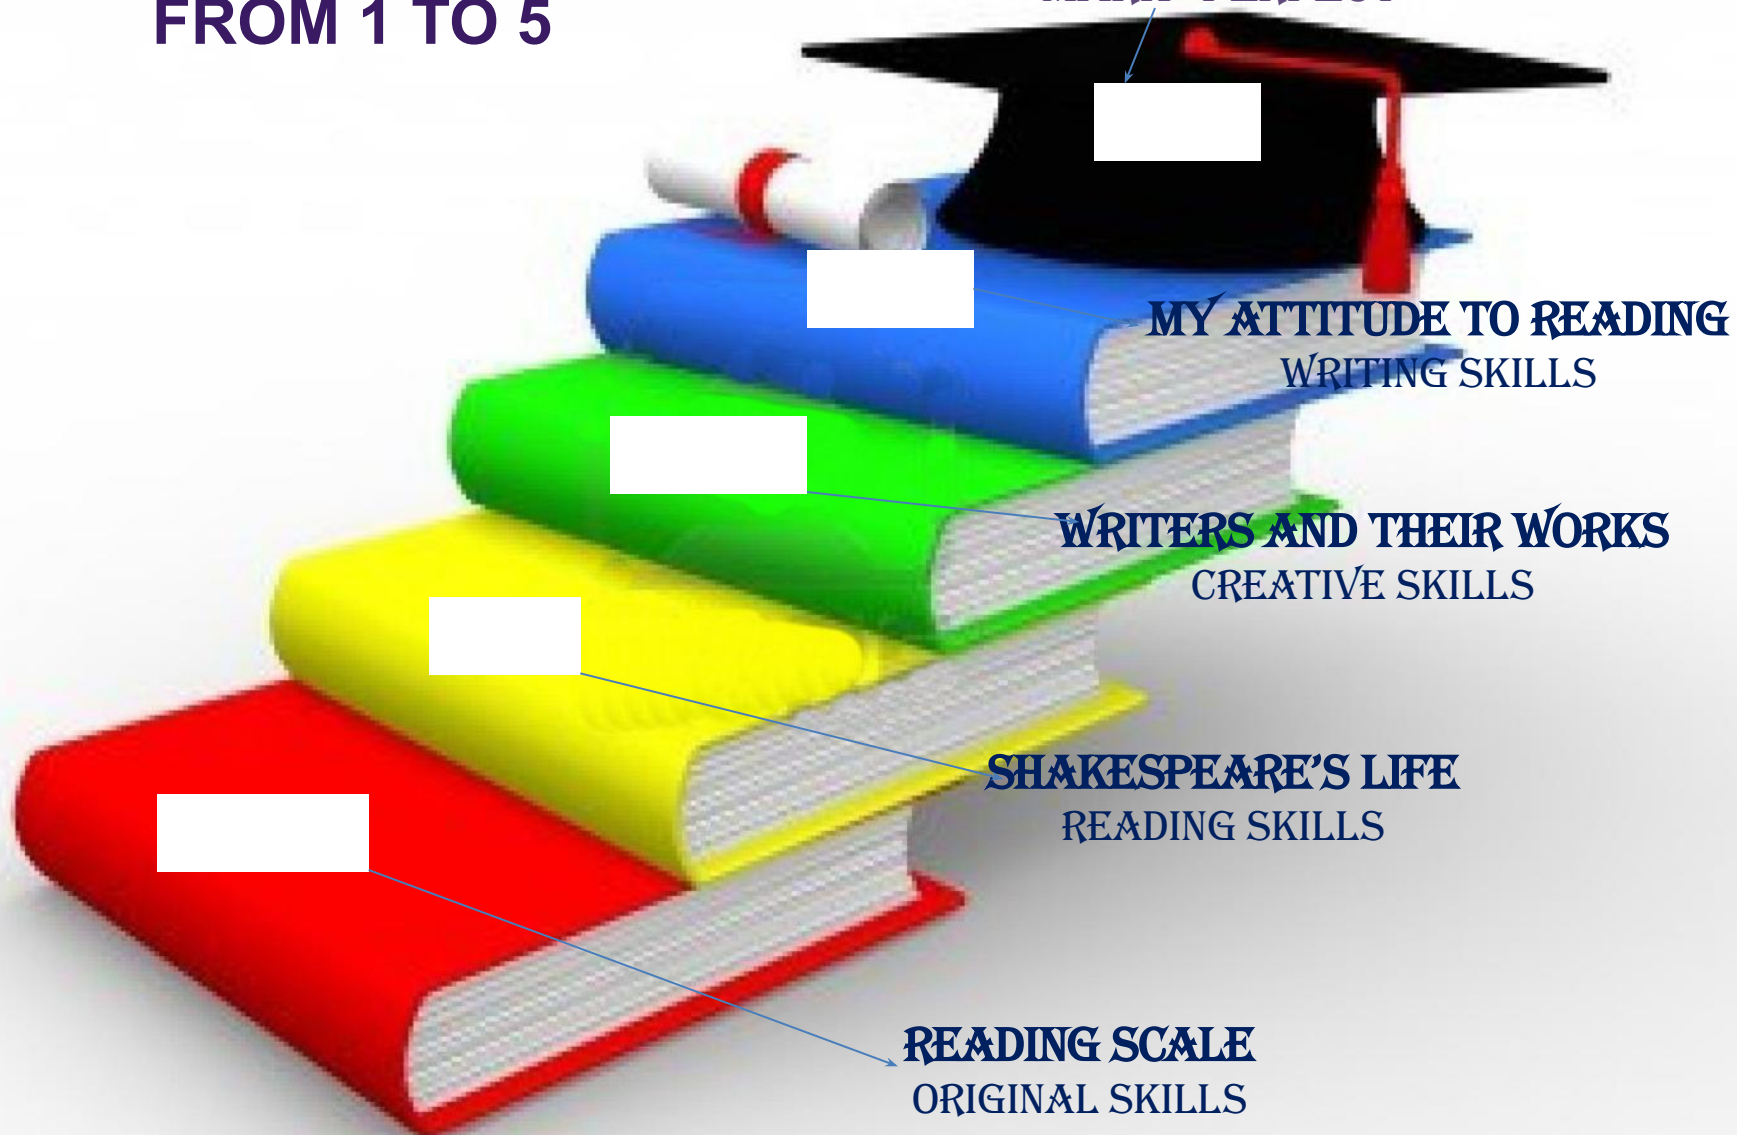 FROM 1 TO 5
MY ATTITUDE TO READING
WRITING SKILLS
WRITERS AND THEIR WORKS
CREATIVE SKILLS
SHAKESPEARE’S LIFE
READING SKILLS
READING SCALE
ORIGINAL SKILLS